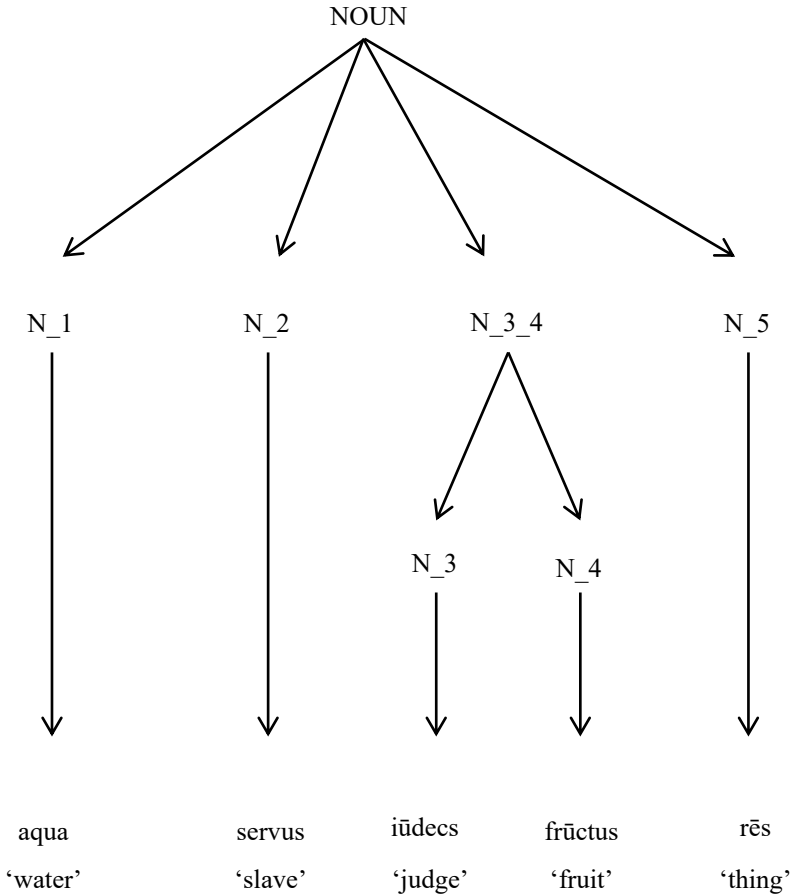 NOUN
N_1 N_2 N_3_4 N_5
N_3 N_4
aqua servus iūdecs frūctus rēs
‘water’ ‘slave’ ‘judge’ ‘fruit’ ‘thing’